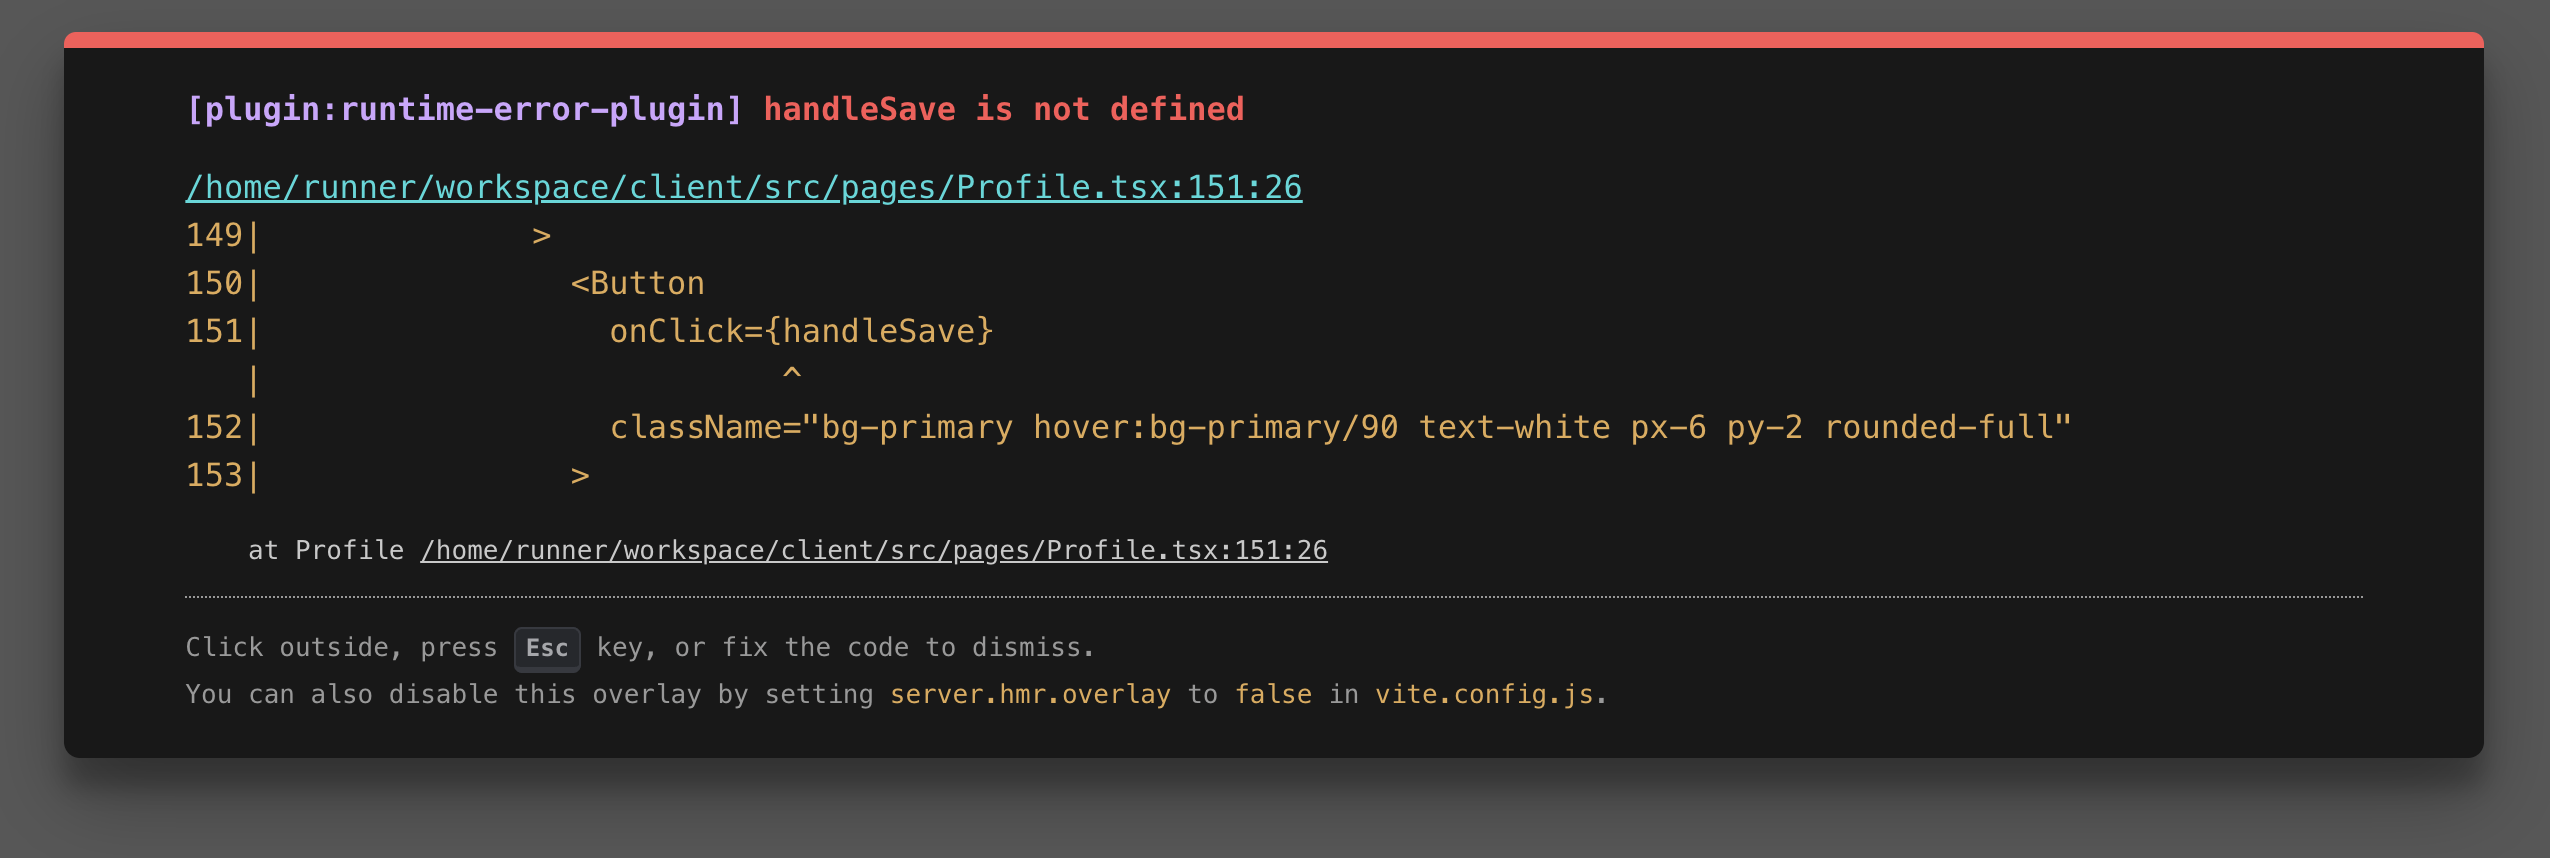 [plugin:runtime-error-plugin] handleSave is not defined
/home/runner/workspace/client/src/pages/Profile.tsx:151:26
149|              >
150|                <Button
151|                  onClick={handleSave}
   |                           ^
152|                  className="bg-primary hover:bg-primary/90 text-white px-6 py-2 rounded-full"
153|                >
    at Profile /home/runner/workspace/client/src/pages/Profile.tsx:151:26
Click outside, press Esc key, or fix the code to dismiss.
You can also disable this overlay by setting server.hmr.overlay to false in vite.config.js.